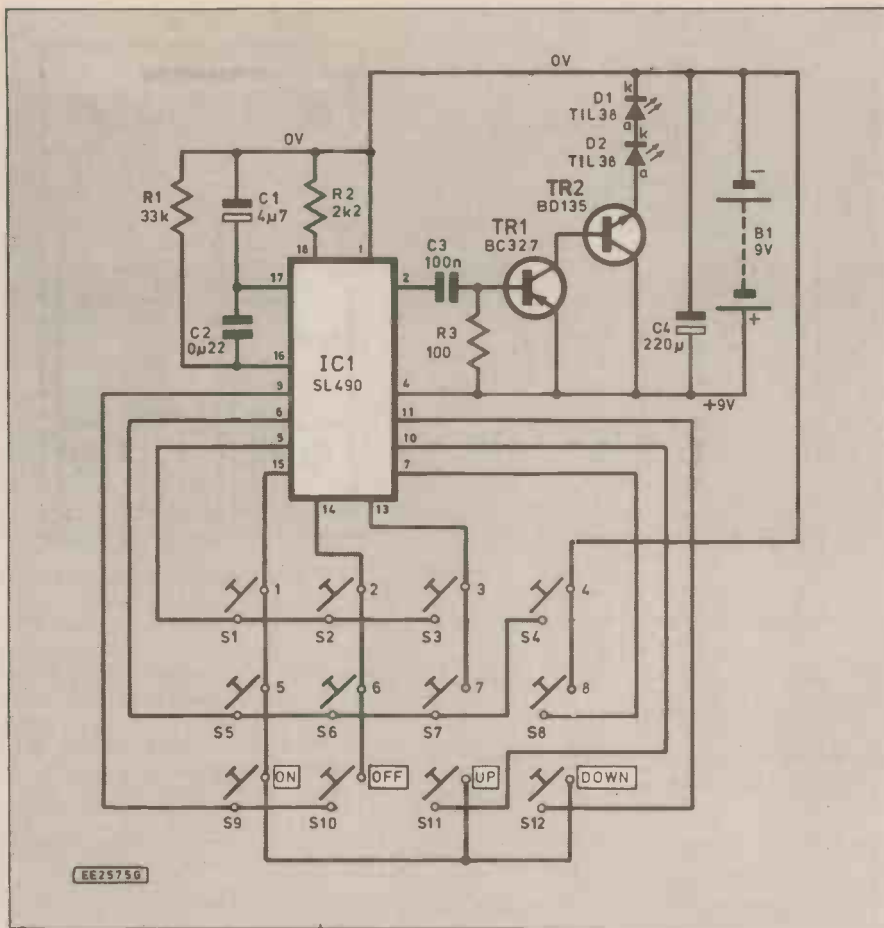 0V
k
D1
TIL38
a
k
D2
TIL38
a
0V
R1
33k
C1
4µ7
R2
2k2
TR2
BD135
TR1
BC327
−
B1
9V
+
18
1
C3
100n
17
2
C2
0µ22
R3
100
C4
220µ
16
IC1
SL490
9
4
+9V
6
11
5
10
15
7
14
13
1
2
3
4
S1
S2
S3
S4
5
6
7
8
S5
S6
S7
S8
ON
OFF
UP
DOWN
S9
S10
S11
S12
EE2575G